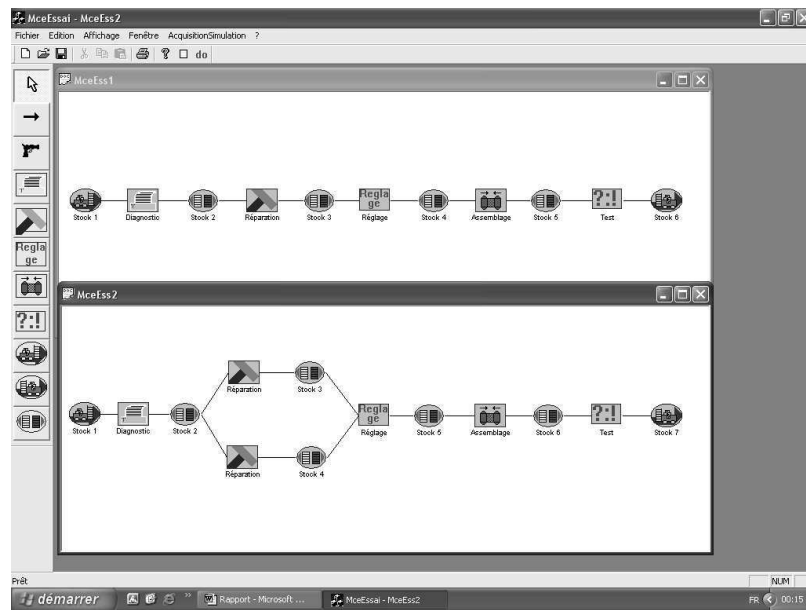 MceEssai - MceEss2
Fichier Edition Affichage Fenêtre AcquisitionSimulation ?
do
MceEss1
Regla
ge
?:!
Stock 1 Diagnostic Stock 2 Réparation Stock 3 Réglage Stock 4 Assemblage Stock 5 Test Stock 6
Regla
ge
?:!
MceEss2
Réparation Stock 3
Regla
ge
?:!
Stock 1 Diagnostic Stock 2 Réglage Stock 5 Assemblage Stock 6 Test Stock 7
Réparation Stock 4
Prêt NUM
démarrer Rapport - Microsoft ... MceEssai - MceEss2 FR 00:15